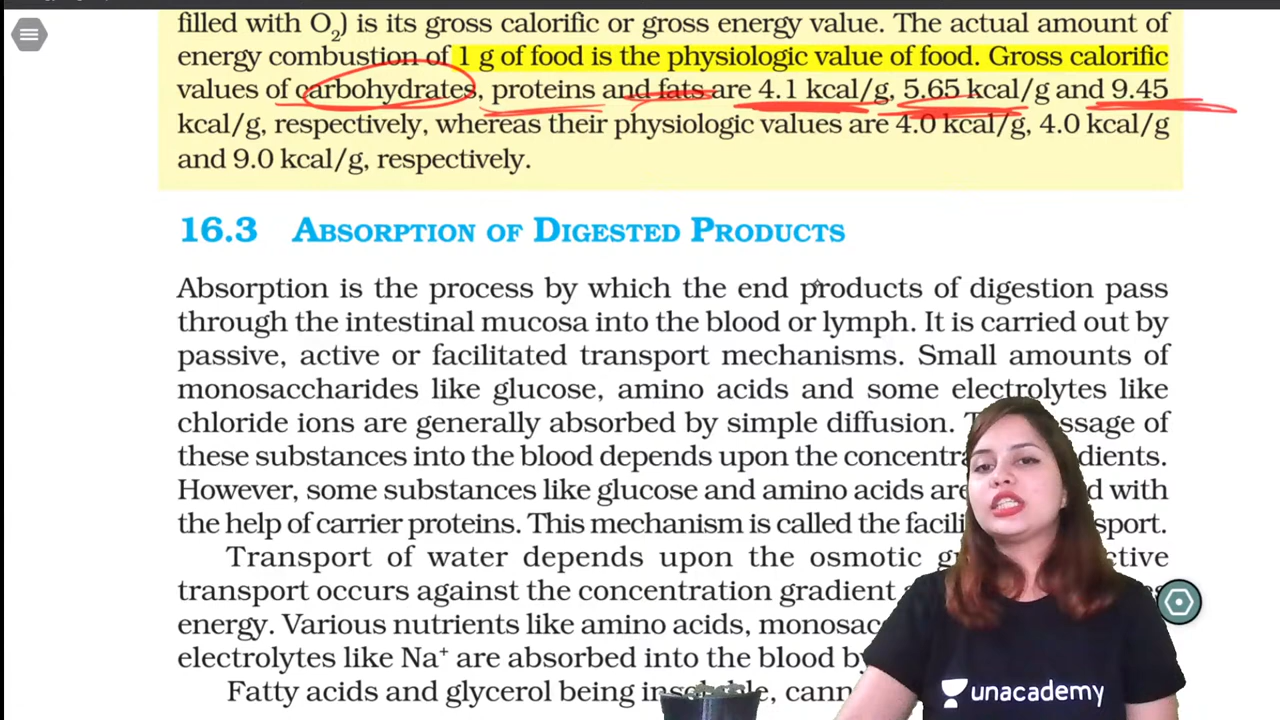 filled with O2) is its gross calorific or gross energy value. The actual amount of
energy combustion of 1 g of food is the physiologic value of food. Gross calorific
values of carbohydrates, proteins and fats are 4.1 kcal/g, 5.65 kcal/g and 9.45
kcal/g, respectively, whereas their physiologic values are 4.0 kcal/g, 4.0 kcal/g
and 9.0 kcal/g, respectively.
16.3 ABSORPTION OF DIGESTED PRODUCTS
Absorption is the process by which the end products of digestion pass
through the intestinal mucosa into the blood or lymph. It is carried out by
passive, active or facilitated transport mechanisms. Small amounts of
monosaccharides like glucose, amino acids and some electrolytes like
chloride ions are generally absorbed by simple diffusion. ssage of
these substances into the blood depends upon the concentra dients.
However, some substances like glucose and amino acids are d with
the help of carrier proteins. This mechanism is called the facili sport.
Transport of water depends upon the osmotic ctive
transport occurs against the concentration gradient
energy. Various nutrients like amino acids, monosac
electrolytes like Na+ are absorbed into the blood
Fatty acids and glycerol being insoluble, cann
unacademy